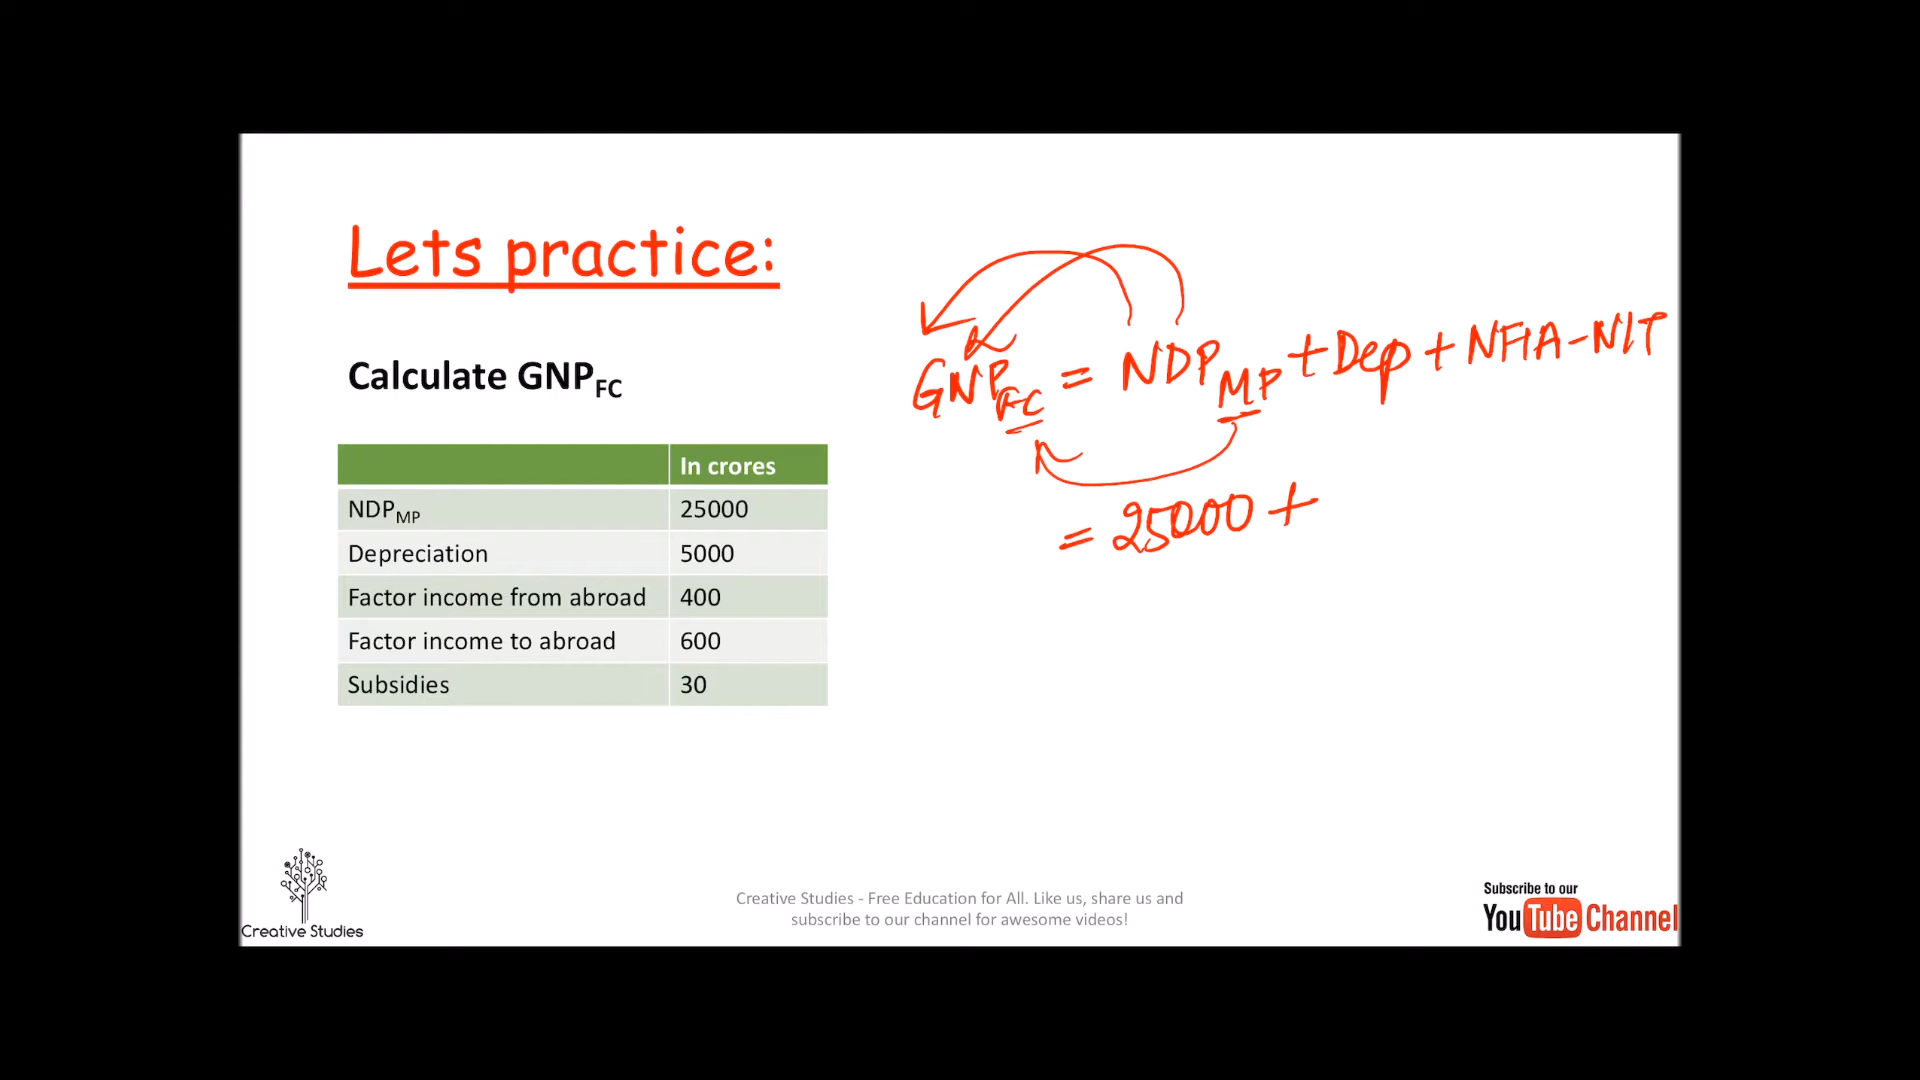 Lets practice:
Calculate GNPFC
GNPFC = NDPMP + Dep + NFIA - NIT
= 25000 +
In crores
NDPMP 25000
Depreciation 5000
Factor income from abroad 400
Factor income to abroad 600
Subsidies 30
Creative Studies
Creative Studies - Free Education for All. Like us, share us and
subscribe to our channel for awesome videos!
Subscribe to our
YouTube Channel